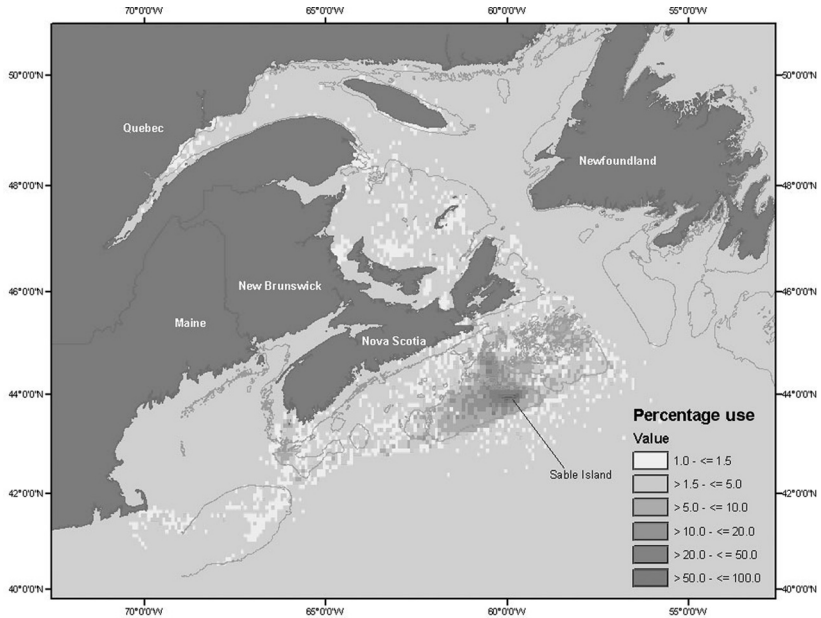 70°0'0"W 65°0'0"W 60°0'0"W 55°0'0"W
50°0'0"N 50°0'0"N
Quebec
Newfoundland
48°0'0"N 48°0'0"N
New Brunswick
46°0'0"N 46°0'0"N
Maine
Nova Scotia
44°0'0"N 44°0'0"N
Percentage use
Value
1.0 - <= 1.5
> 1.5 - <= 5.0
> 5.0 - <= 10.0
> 10.0 - <= 20.0
> 20.0 - <= 50.0
> 50.0 - <= 100.0
Sable Island
42°0'0"N 42°0'0"N
40°0'0"N 40°0'0"N
70°0'0"W 65°0'0"W 60°0'0"W 55°0'0"W